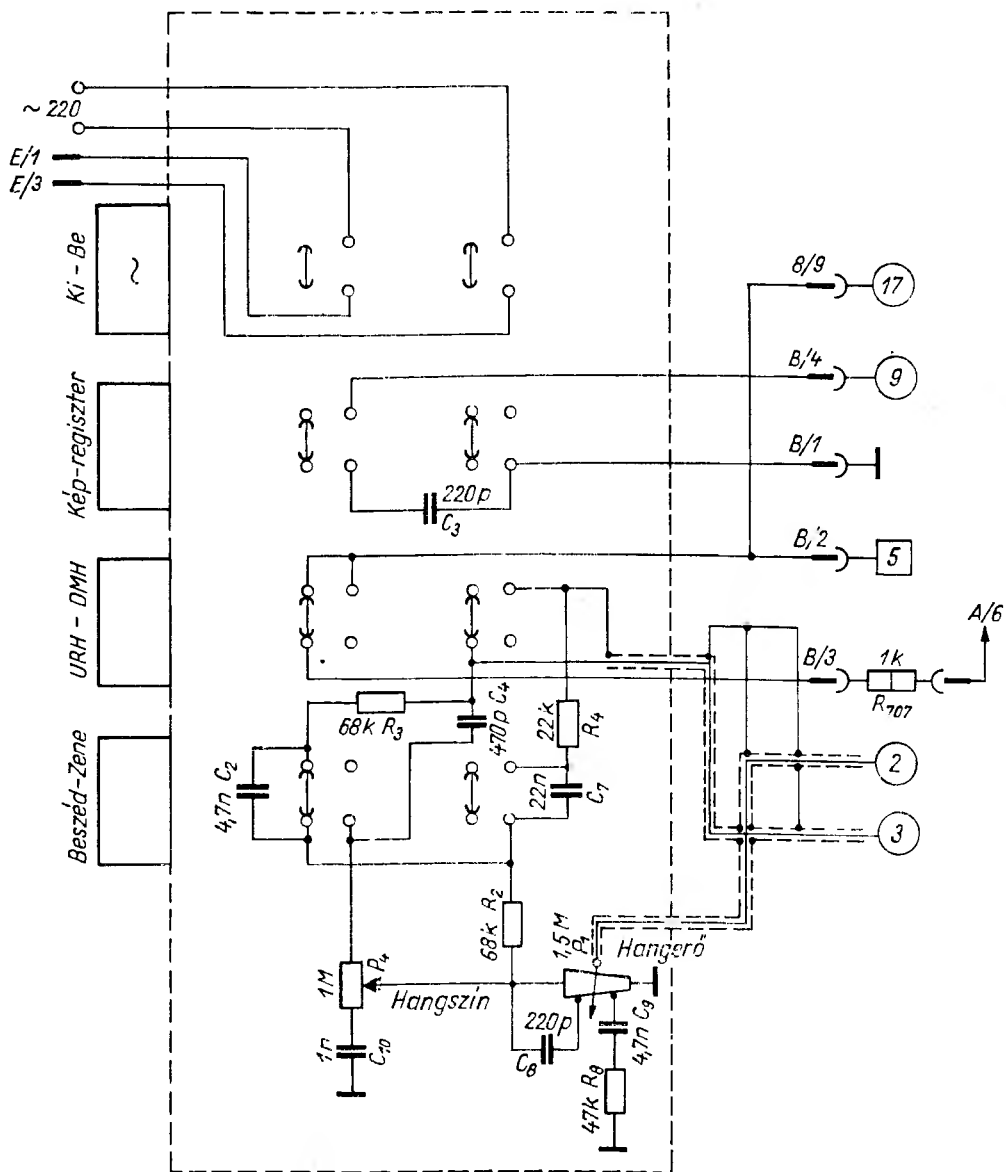 ~ 220
E/1
E/3
Ki - Be
~
8/9
17
B/4
9
Kép-regiszter
B/1
220p
C3
B/2
5
URH - DMH
A/6
B/3
1k
R707
68k R3
470p C4
22k
R4
2
Beszéd-Zene
4,7n C2
22n
C7
3
68k R2
1,5M
P1
Hangerő
1M
P4
Hangszín
220p
C8
4,7n C9
1n
C10
47k R8